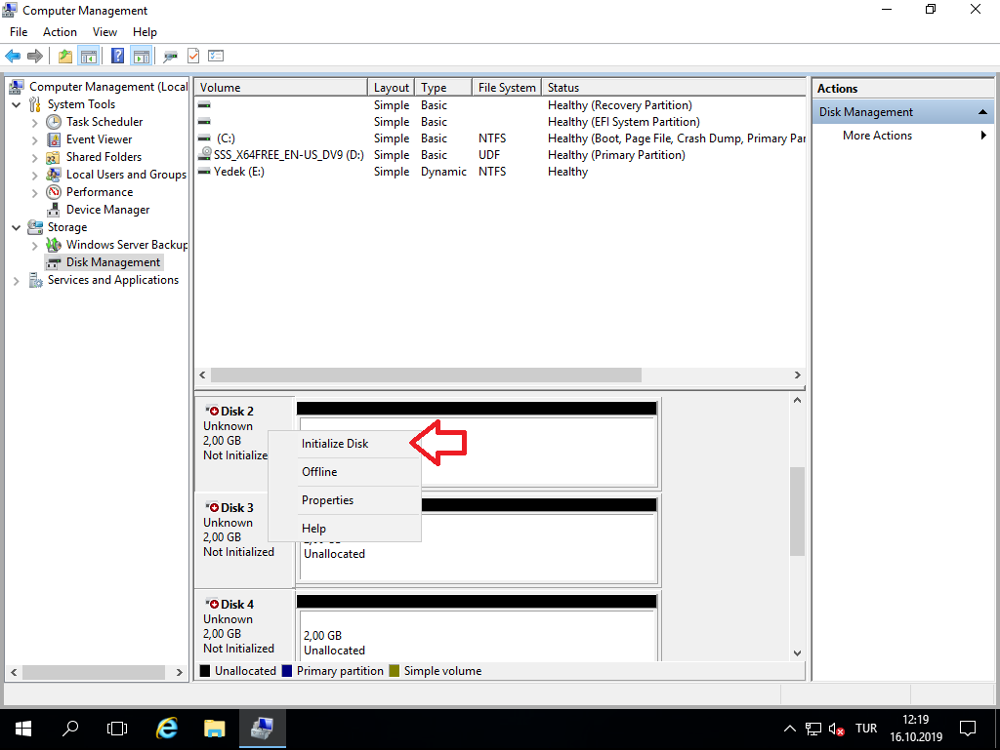 Computer Management
File Action View Help
Computer Management (Local
System Tools
Task Scheduler
Event Viewer
Shared Folders
Local Users and Groups
Performance
Device Manager
Storage
Windows Server Backup
Disk Management
Services and Applications
Volume Layout Type File System Status
Simple Basic Healthy (Recovery Partition)
Simple Basic Healthy (EFI System Partition)
(C:) Simple Basic NTFS Healthy (Boot, Page File, Crash Dump, Primary Par
SSS_X64FREE_EN-US_DV9 (D:) Simple Basic UDF Healthy (Primary Partition)
Yedek (E:) Simple Dynamic NTFS Healthy
Disk 2
Unknown
2,00 GB
Not Initialize
Initialize Disk
Offline
Properties
Help
Disk 3
Unknown
2,00 GB
Not Initialized
2,00 GB
Unallocated
Disk 4
Unknown
2,00 GB
Not Initialized
2,00 GB
Unallocated
Unallocated Primary partition Simple volume
Actions
Disk Management
More Actions
TUR
12:19
16.10.2019